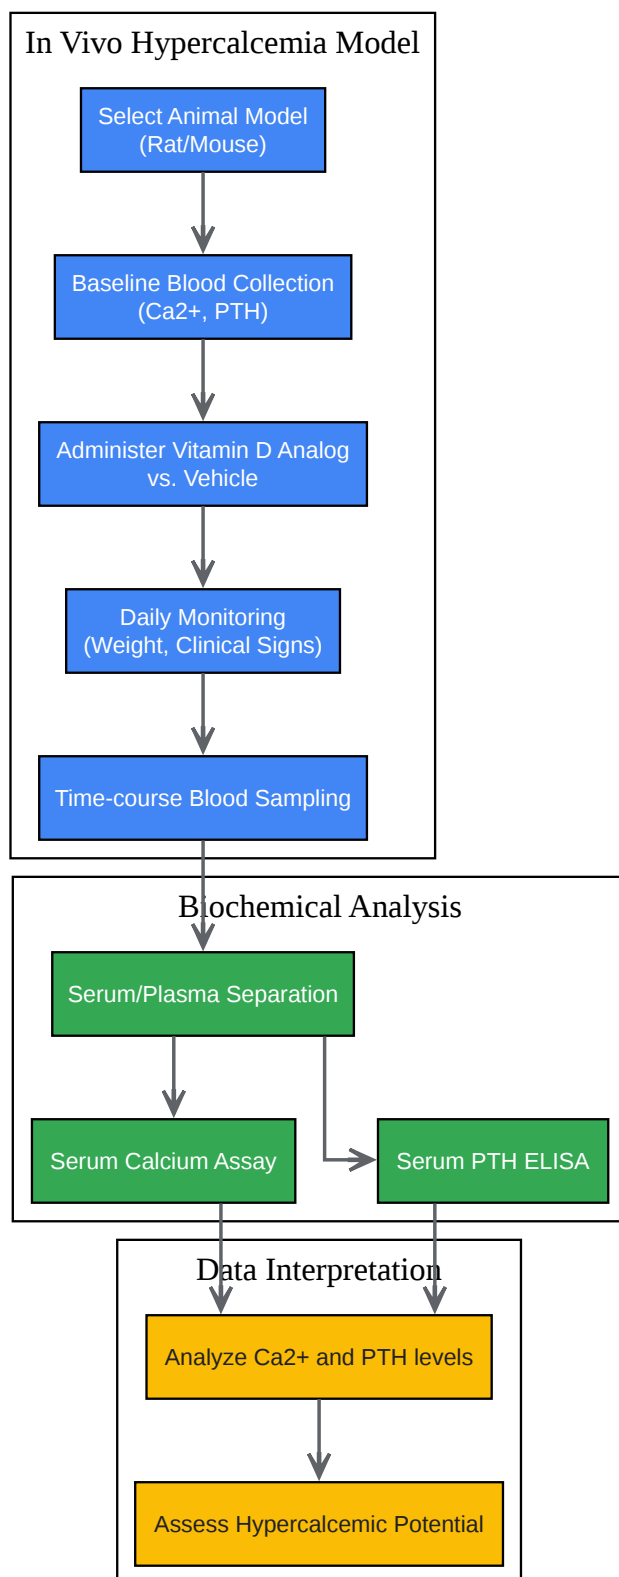 In Vivo Hypercalcemia Model
Select Animal Model
(Rat/Mouse)
Baseline Blood Collection
(Ca2+, PTH)
Administer Vitamin D Analog
vs. Vehicle
Daily Monitoring
(Weight, Clinical Signs)
Time-course Blood Sampling
Biochemical Analysis
Serum/Plasma Separation
Serum Calcium Assay
Serum PTH ELISA
Data Interpretation
Analyze Ca2+ and PTH levels
Assess Hypercalcemic Potential